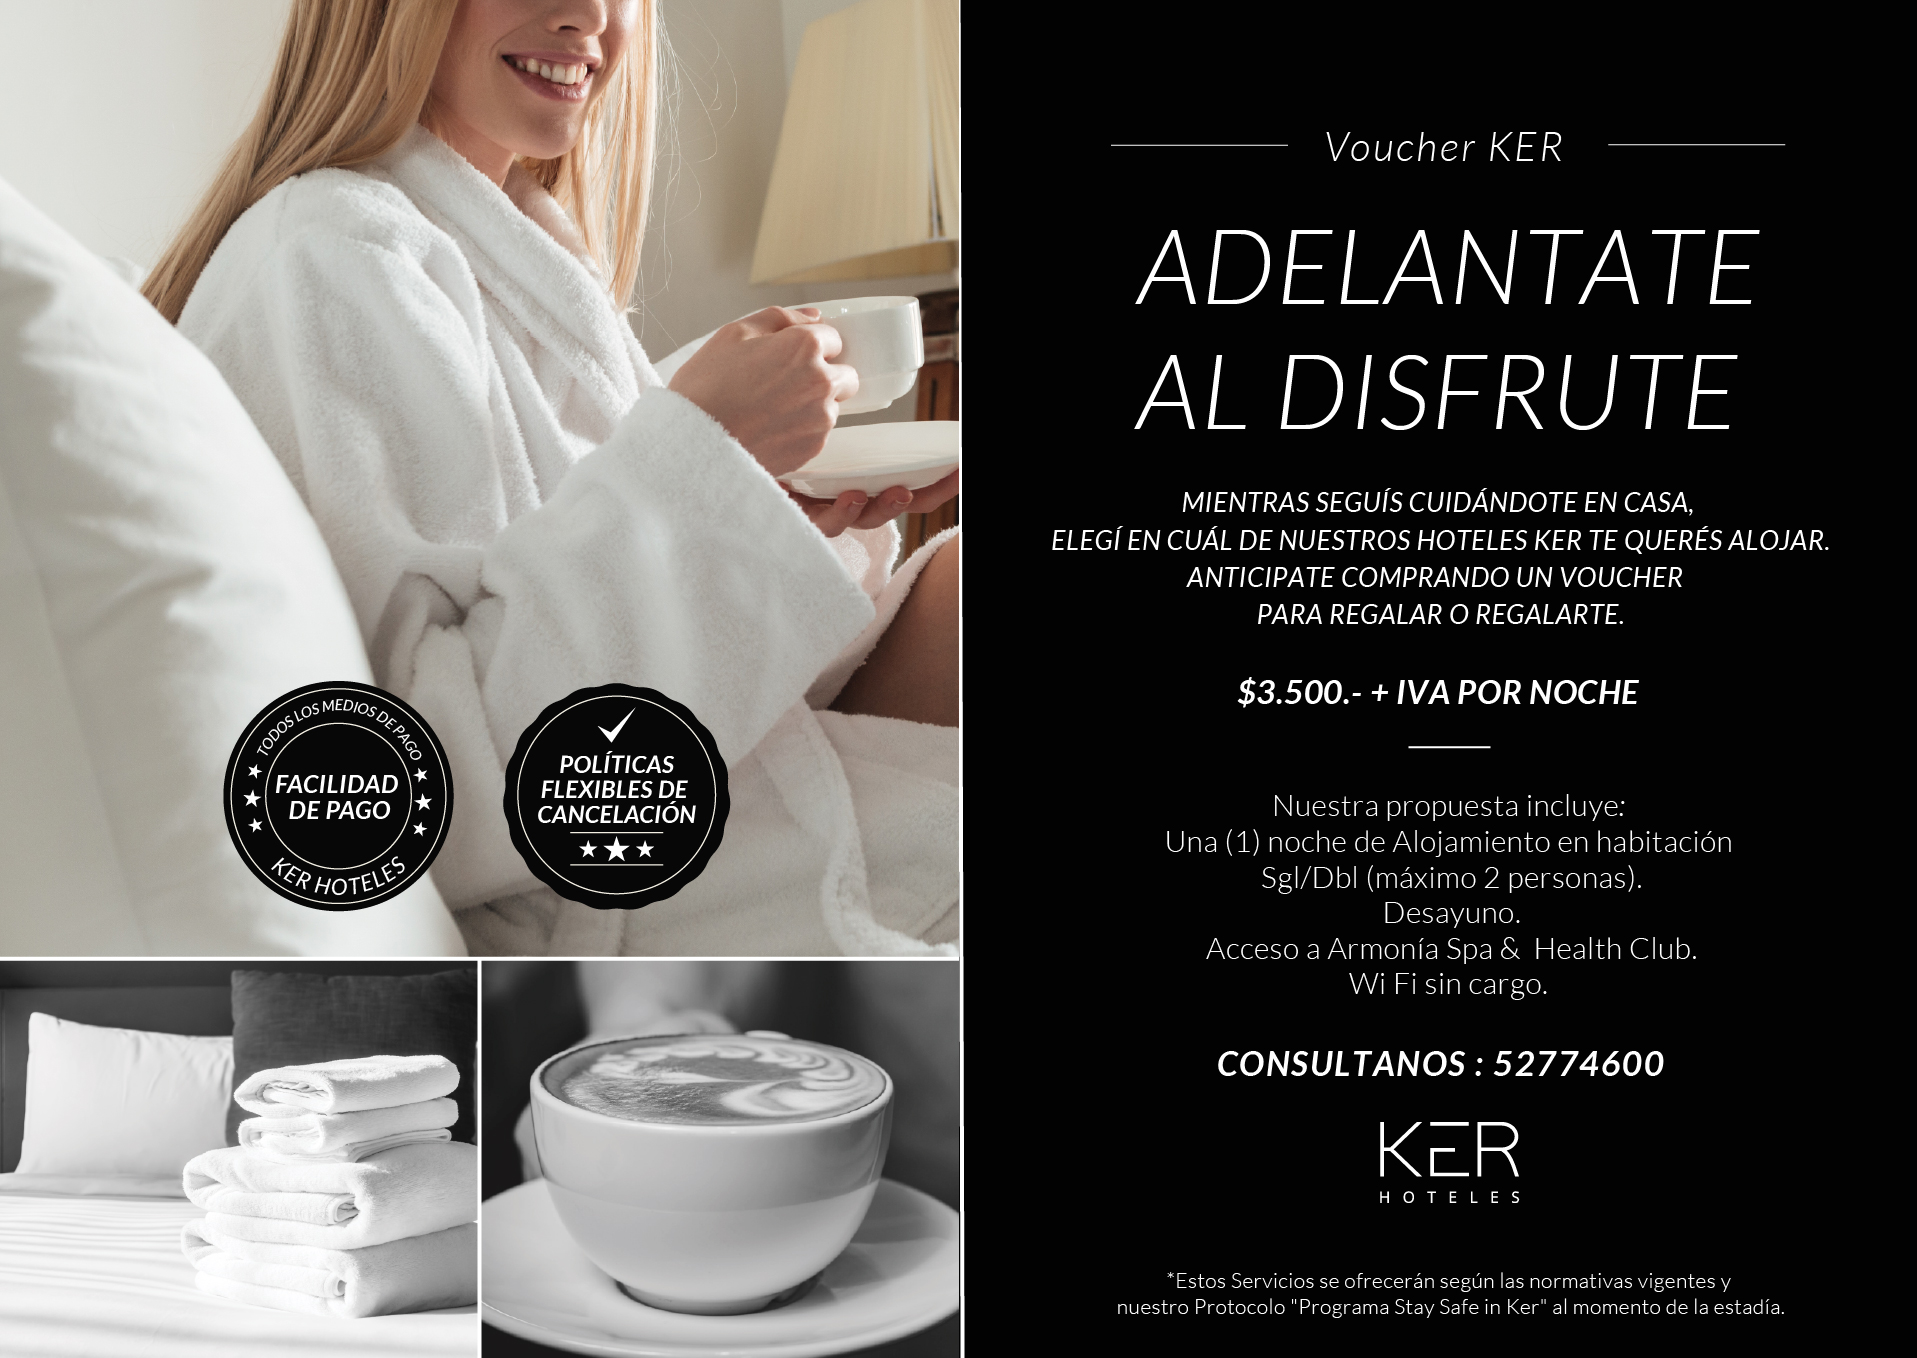 Voucher KER
ADELANTATE
AL DISFRUTE
MIENTRAS SEGUÍS CUIDÁNDOTE EN CASA,
ELEGÍ EN CUÁL DE NUESTROS HOTELES KER TE QUERÉS ALOJAR.
ANTICIPATE COMPRANDO UN VOUCHER
PARA REGALAR O REGALARTE.
$3.500.- + IVA POR NOCHE
Nuestra propuesta incluye:
Una (1) noche de Alojamiento en habitación
Sgl/Dbl (máximo 2 personas).
Desayuno.
Acceso a Armonía Spa &  Health Club.
Wi Fi sin cargo.
CONSULTANOS : 52774600
KER
HOTELES
*Estos Servicios se ofrecerán según las normativas vigentes y
nuestro Protocolo "Programa Stay Safe in Ker" al momento de la estadía.
TODOS LOS MEDIOS DE PAGO
FACILIDAD
DE PAGO
KER HOTELES
POLÍTICAS
FLEXIBLES DE
CANCELACIÓN